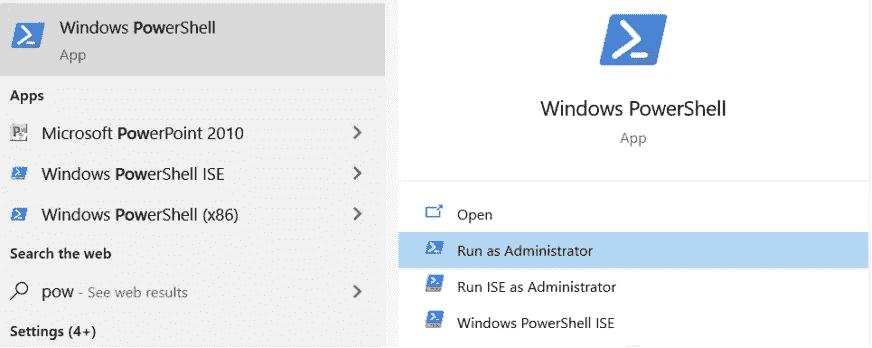 Windows PowerShell
App
Apps
Microsoft PowerPoint 2010
Windows PowerShell ISE
Windows PowerShell (x86)
Search the web
pow - See web results
Settings (4+)
Windows PowerShell
App
Open
Run as Administrator
Run ISE as Administrator
Windows PowerShell ISE